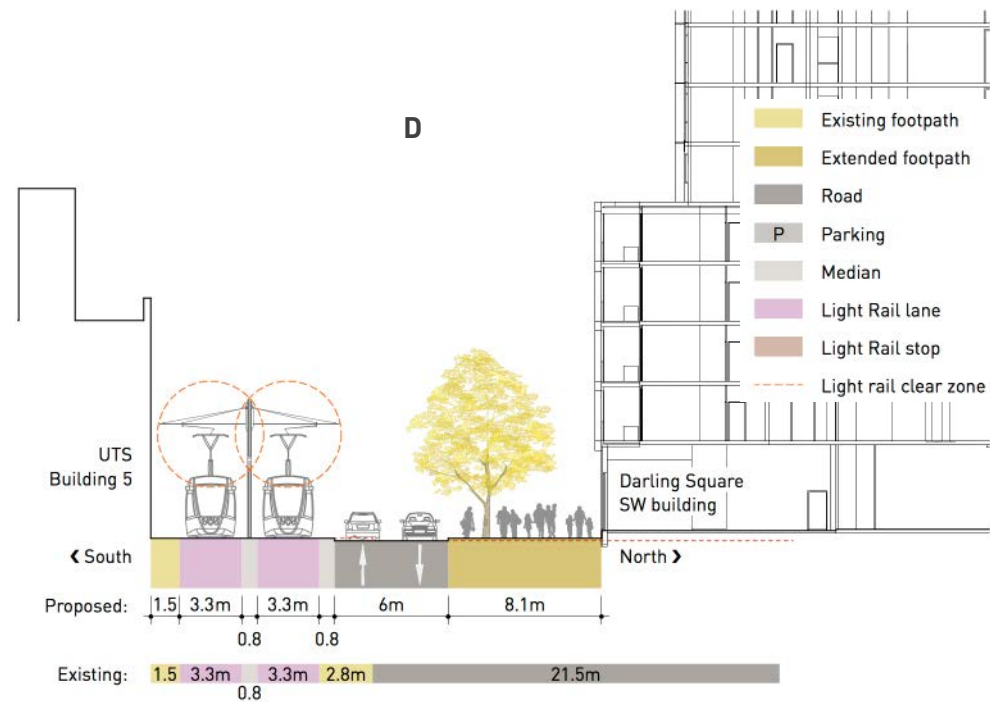 D
Existing footpath
Extended footpath
Road
P Parking
Median
Light Rail lane
Light Rail stop
Light rail clear zone
UTS
Building 5
Darling Square
SW building
❮ South
North ❯
Proposed: 1.5 3.3m 3.3m 6m 8.1m
0.8 0.8
Existing: 1.5 3.3m 3.3m 2.8m 21.5m
0.8